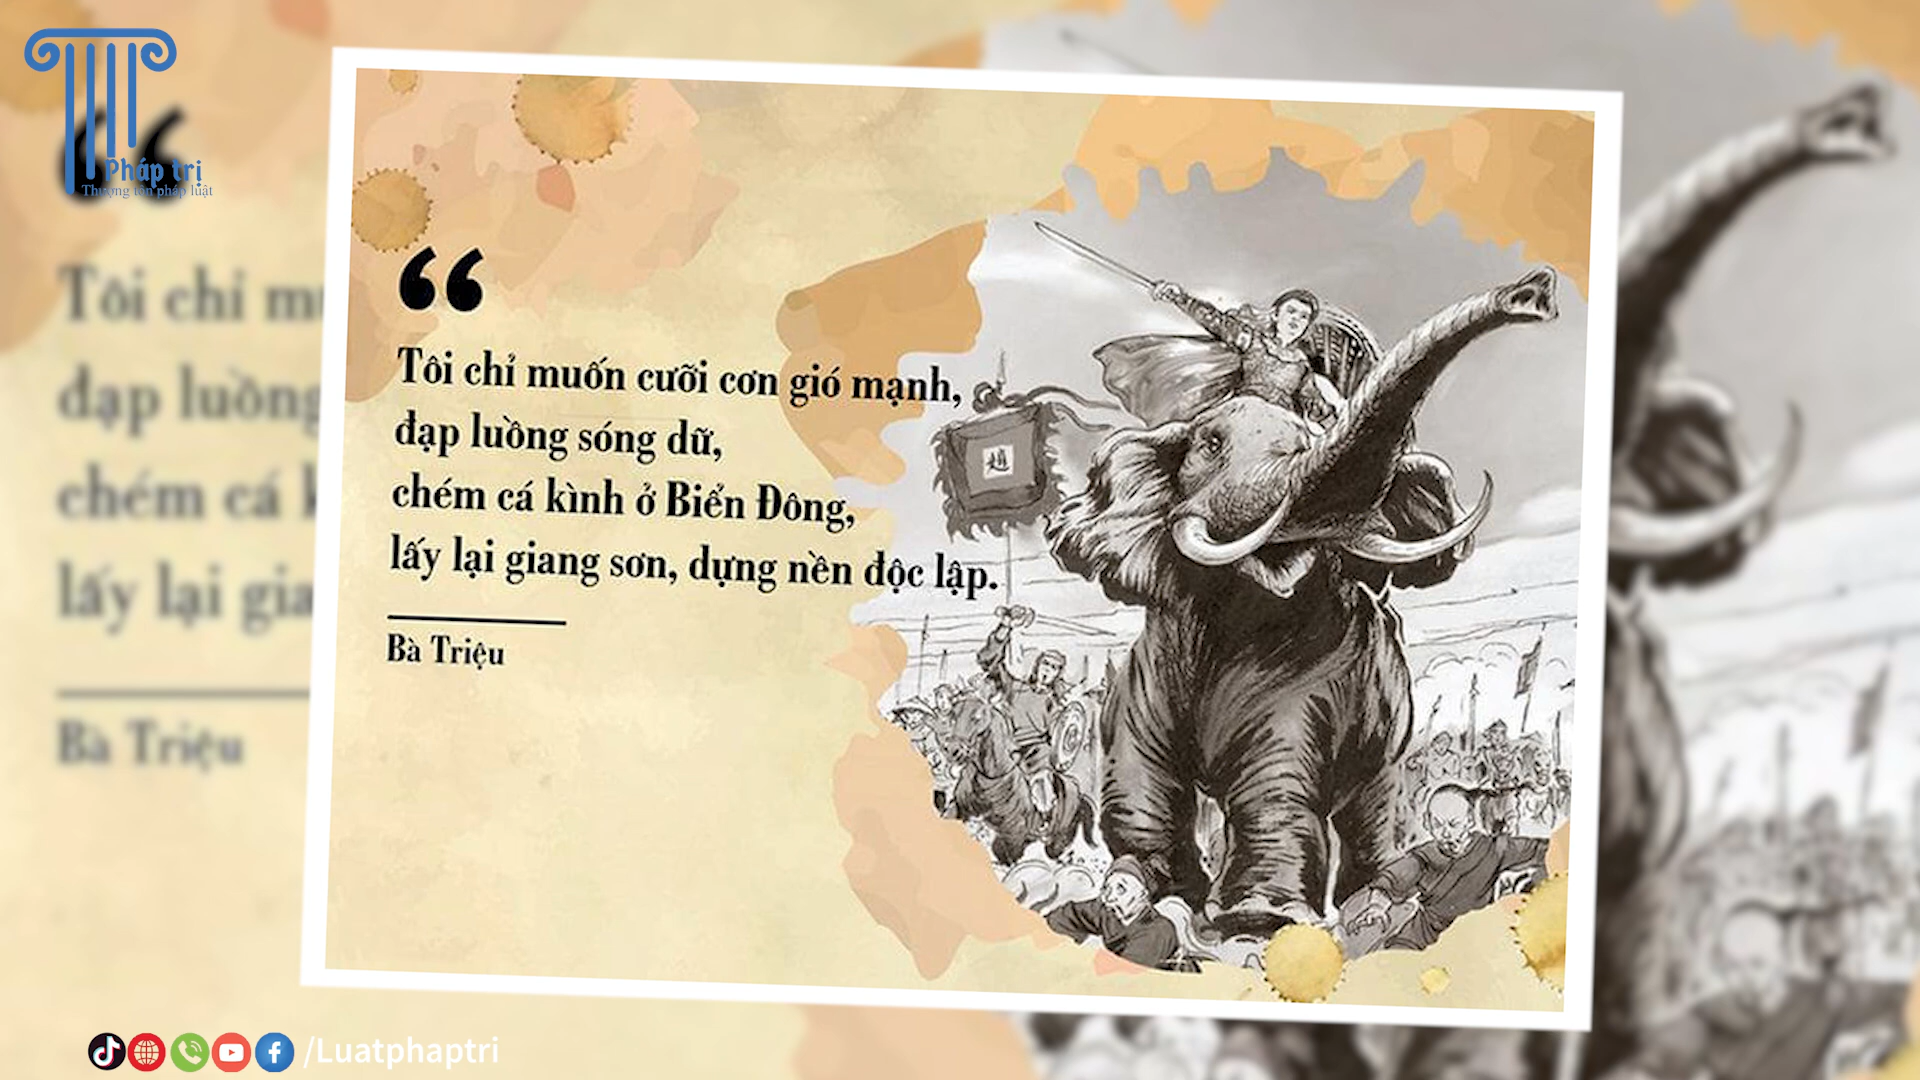 Pháp trị
Thượng tôn pháp luật
“
Tôi chỉ muốn cưỡi cơn gió mạnh,
đạp luồng sóng dữ,
chém cá kình ở Biển Đông,
lấy lại giang sơn, dựng nền độc lập.
Bà Triệu
趙
/Luatphaptri